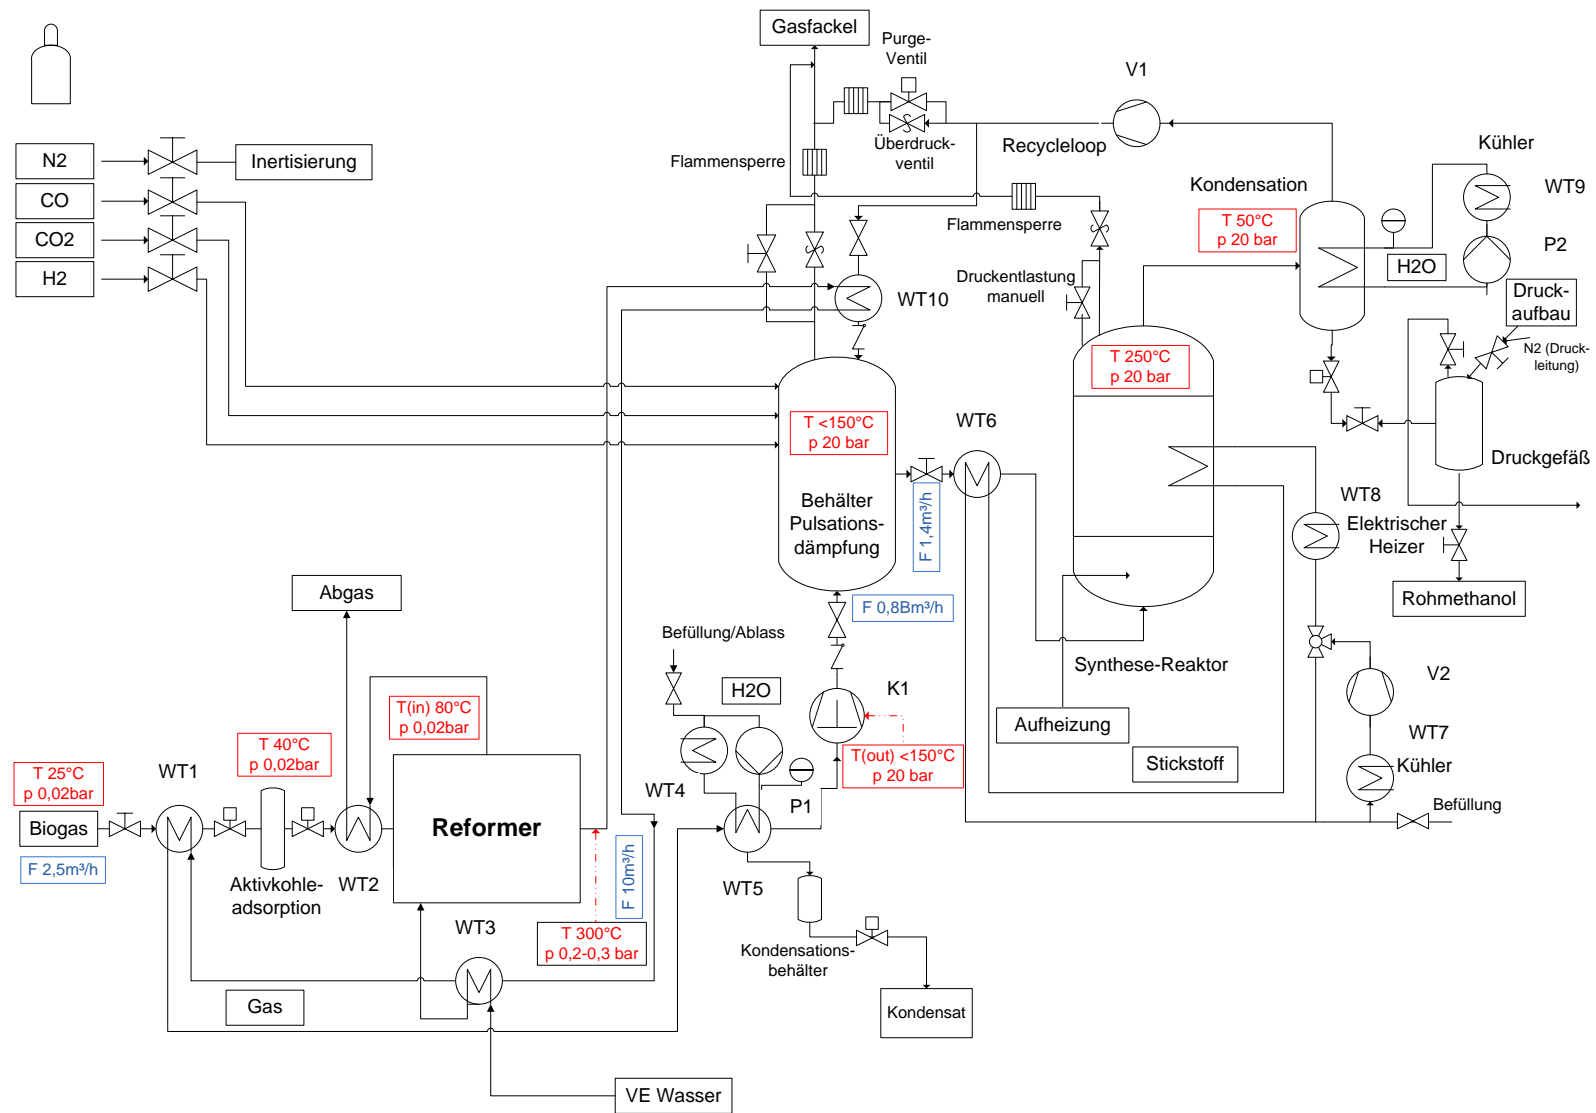 Gasfackel
Purge-
Ventil
V1
N2
Inertisierung
CO
CO2
H2
Flammensperre
Überdruck-
ventil
Recycleloop
Kühler
WT9
Kondensation
T 50°C
p 20 bar
Flammensperre
P2
H2O
WT10
Druckentlastung
manuell
Druck-
aufbau
N2 (Druck-
leitung)
T 250°C
p 20 bar
T <150°C
p 20 bar
WT6
Druckgefäß
Behälter
Pulsations-
dämpfung
F 1,4m³/h
WT8
Elektrischer
Heizer
Abgas
F 0,8Bm³/h
Rohmethanol
Befüllung/Ablass
Synthese-Reaktor
H2O
K1
V2
T(in) 80°C
p 0,02bar
Aufheizung
T 40°C
p 0,02bar
T(out) <150°C
p 20 bar
WT7
Kühler
Stickstoff
T 25°C
p 0,02bar
WT1
WT4
P1
Befüllung
Biogas
Reformer
F 2,5m³/h
WT2
F 10m³/h
WT5
Aktivkohle-
adsorption
WT3
T 300°C
p 0,2-0,3 bar
Kondensations-
behälter
Gas
Kondensat
VE Wasser